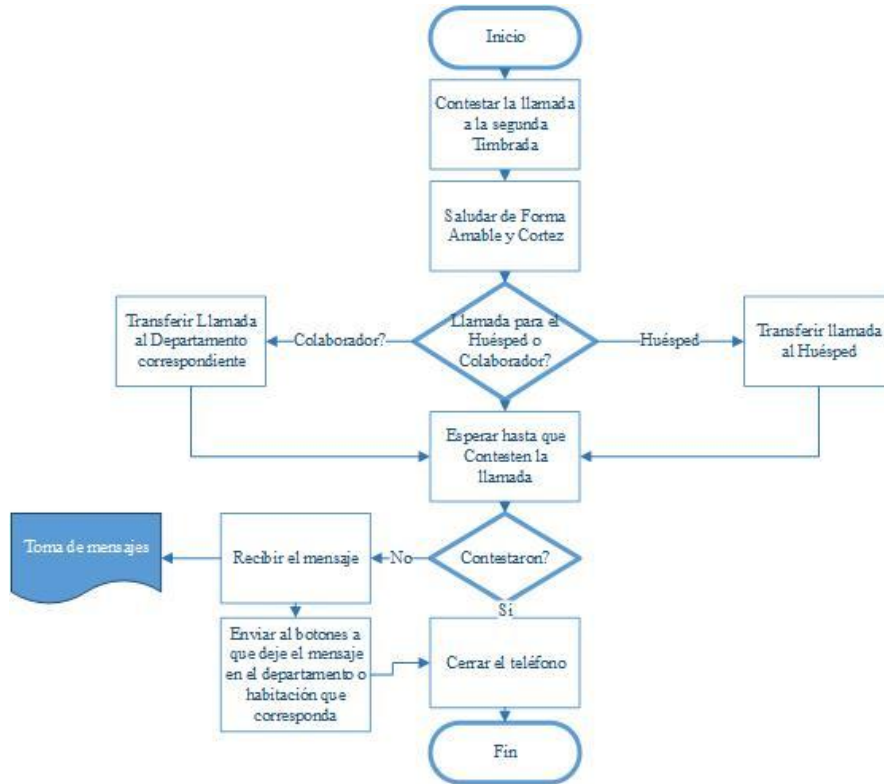 Inicio
Contestar la llamada
a la segunda
Timbrada
Saludar de Forma
Amable y Cortez
Llamada para el
Huésped o
Colaborador?
Colaborador?
Huésped
Transferir Llamada
al Departamento
correspondiente
Transferir llamada
al Huésped
Esperar hasta que
Contesten la
llamada
Contestaron?
No
Sí
Recibir el mensaje
Toma de mensajes
Enviar al botones a
que deje el mensaje
en el departamento o
habitación que
corresponda
Cerrar el teléfono
Fin